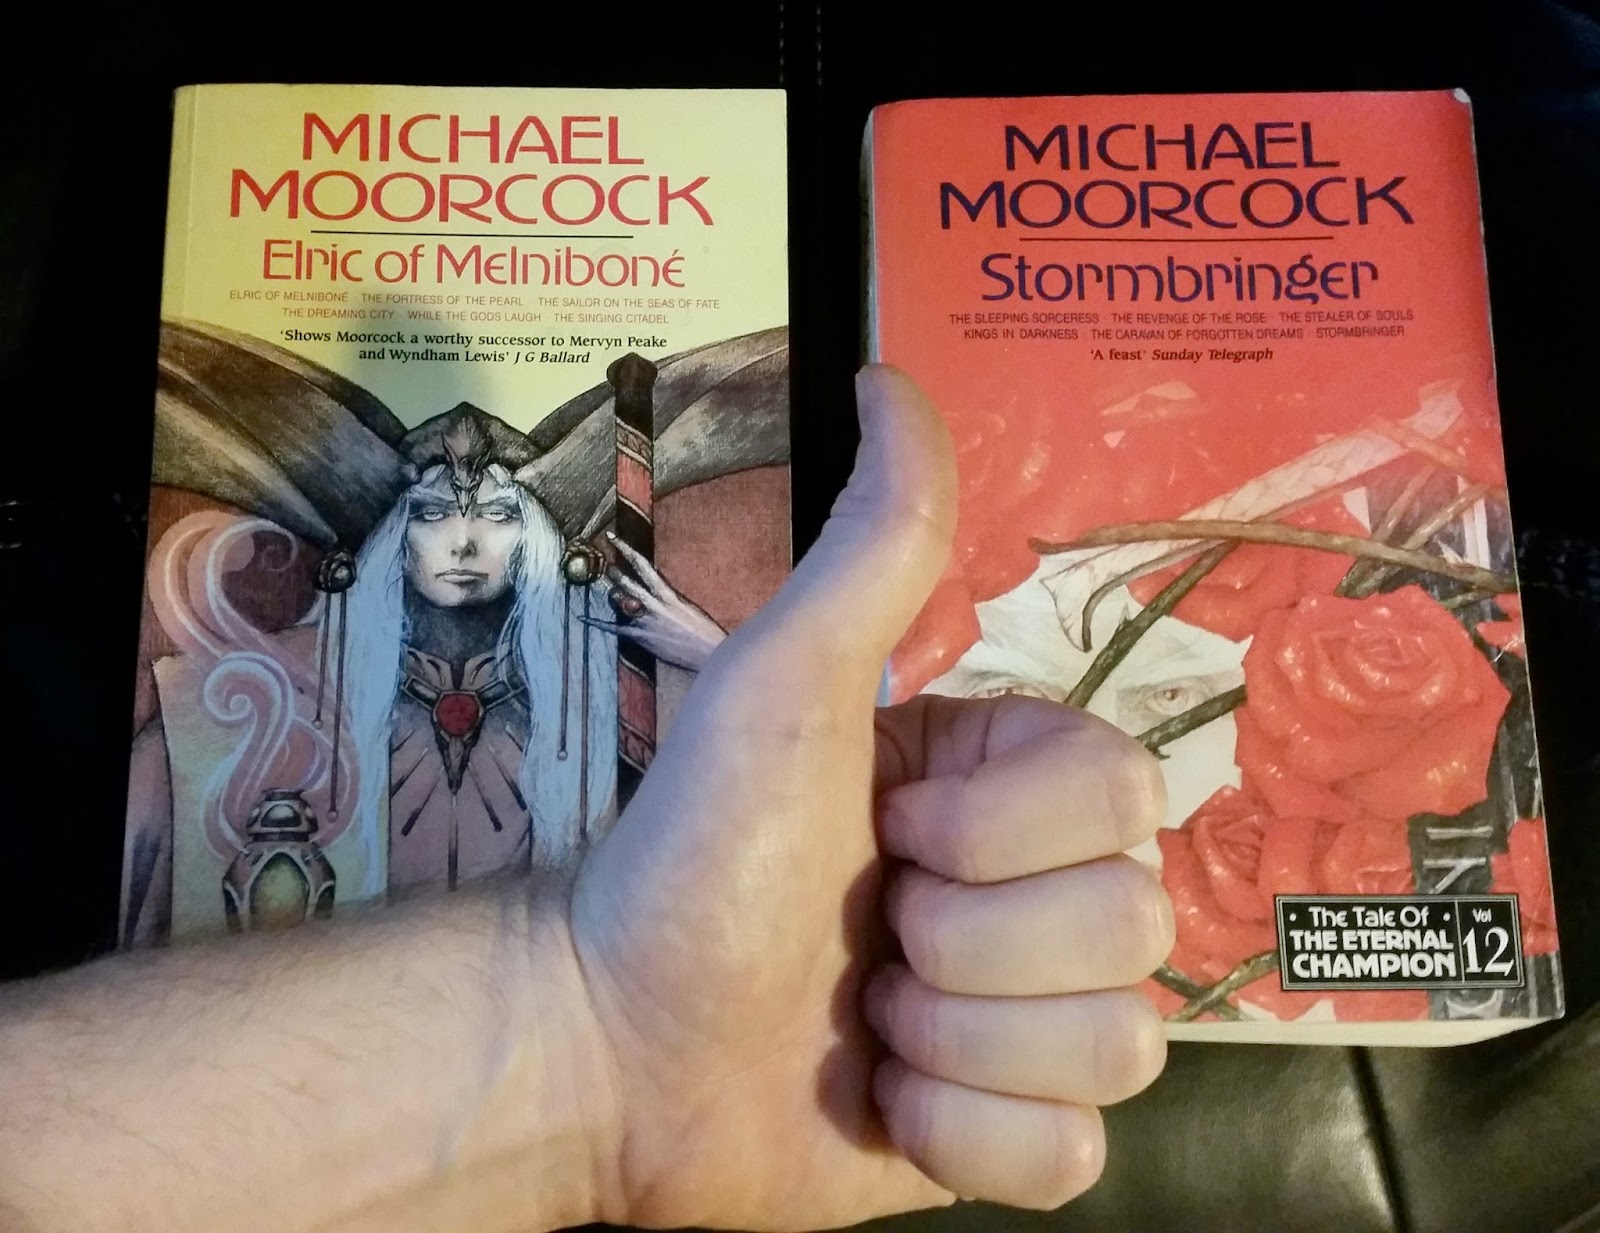 MICHAEL
MOORCOCK
Elric of Melniboné
ELRIC OF MELNIBONÉ · THE FORTRESS OF THE PEARL · THE SAILOR ON THE SEAS OF FATE
THE DREAMING CITY · WHILE THE GODS LAUGH · THE SINGING CITADEL
‘Shows Moorcock a worthy successor to Mervyn Peake
and Wyndham Lewis’ J G Ballard
MICHAEL
MOORCOCK
Stormbringer
THE SLEEPING SORCERESS · THE REVENGE OF THE ROSE · THE STEALER OF SOULS
KINGS IN DARKNESS · THE CARAVAN OF FORGOTTEN DREAMS · STORMBRINGER
‘A feast’ Sunday Telegraph
· The Tale Of ·
THE ETERNAL
CHAMPION
Vol
12